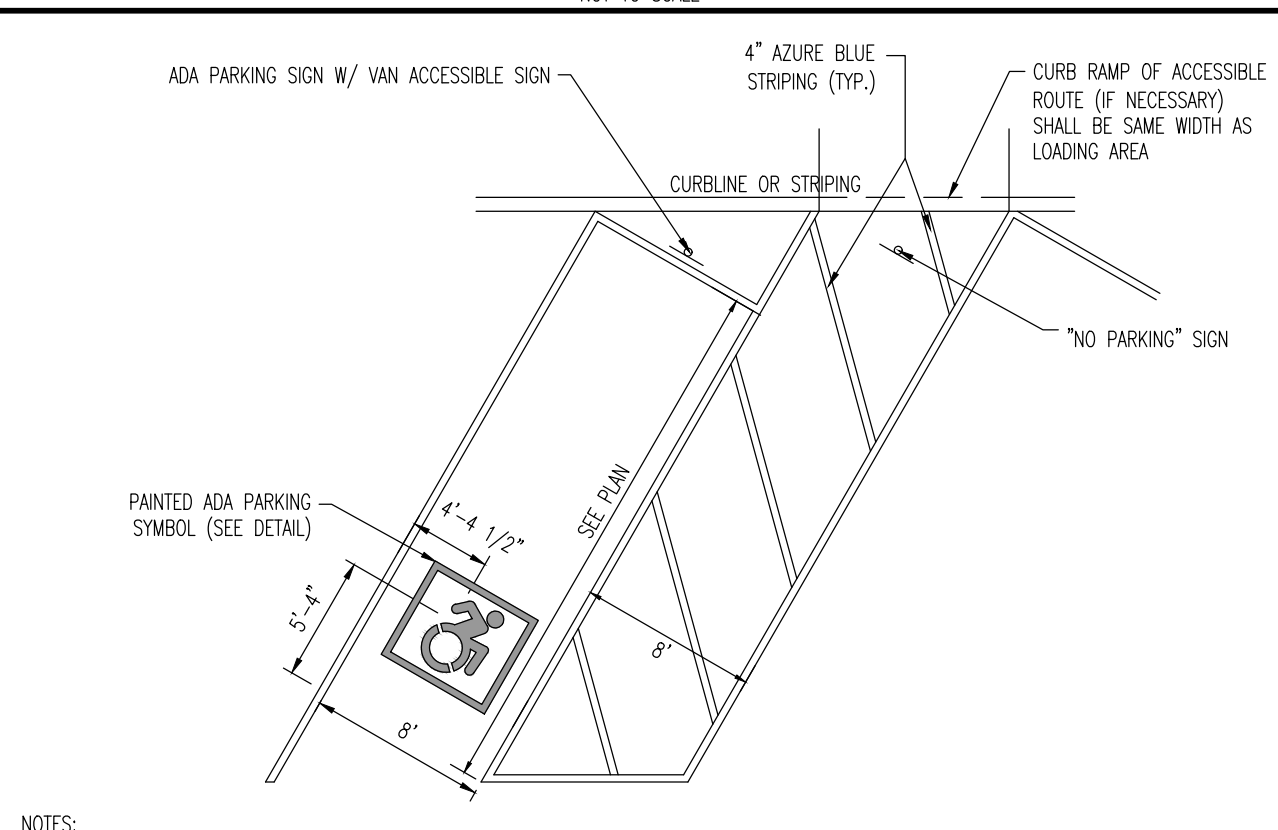 4" AZURE BLUE
STRIPING (TYP.)
ADA PARKING SIGN W/ VAN ACCESSIBLE SIGN
CURB RAMP OF ACCESSIBLE
ROUTE (IF NECESSARY)
SHALL BE SAME WIDTH AS
LOADING AREA
CURBLINE OR STRIPING
"NO PARKING" SIGN
SEE PLAN
PAINTED ADA PARKING
SYMBOL (SEE DETAIL)
4'-4 1/2"
5'-4"
8'
8'
NOTES: